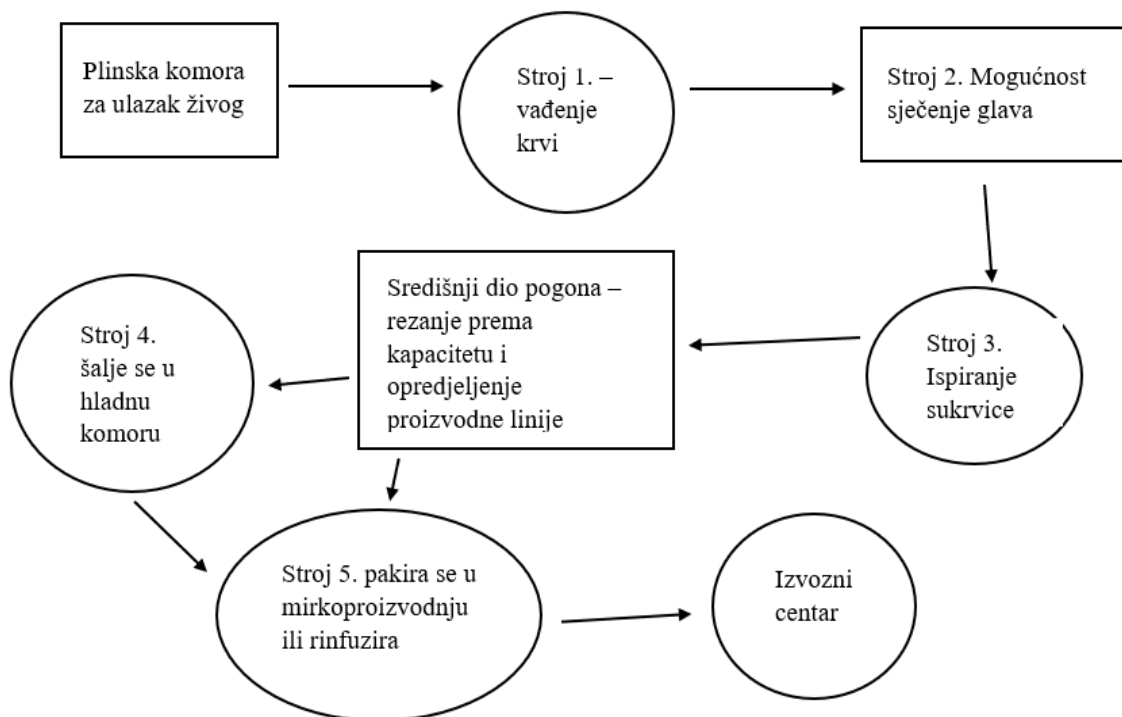 Plinska komora
za ulazak živog
Stroj 1. –
vađenje
krvi
Stroj 2. Mogućnost
sječenje glava
Stroj 3.
Ispiranje
sukrvice
Središnji dio pogona –
rezanje prema
kapacitetu i
opredjeljenje
proizvodne linije
Stroj 4.
šalje se u
hladnu
komoru
Stroj 5. pakira se u
mirkoproizvodnju
ili rinfuzira
Izvozni
centar